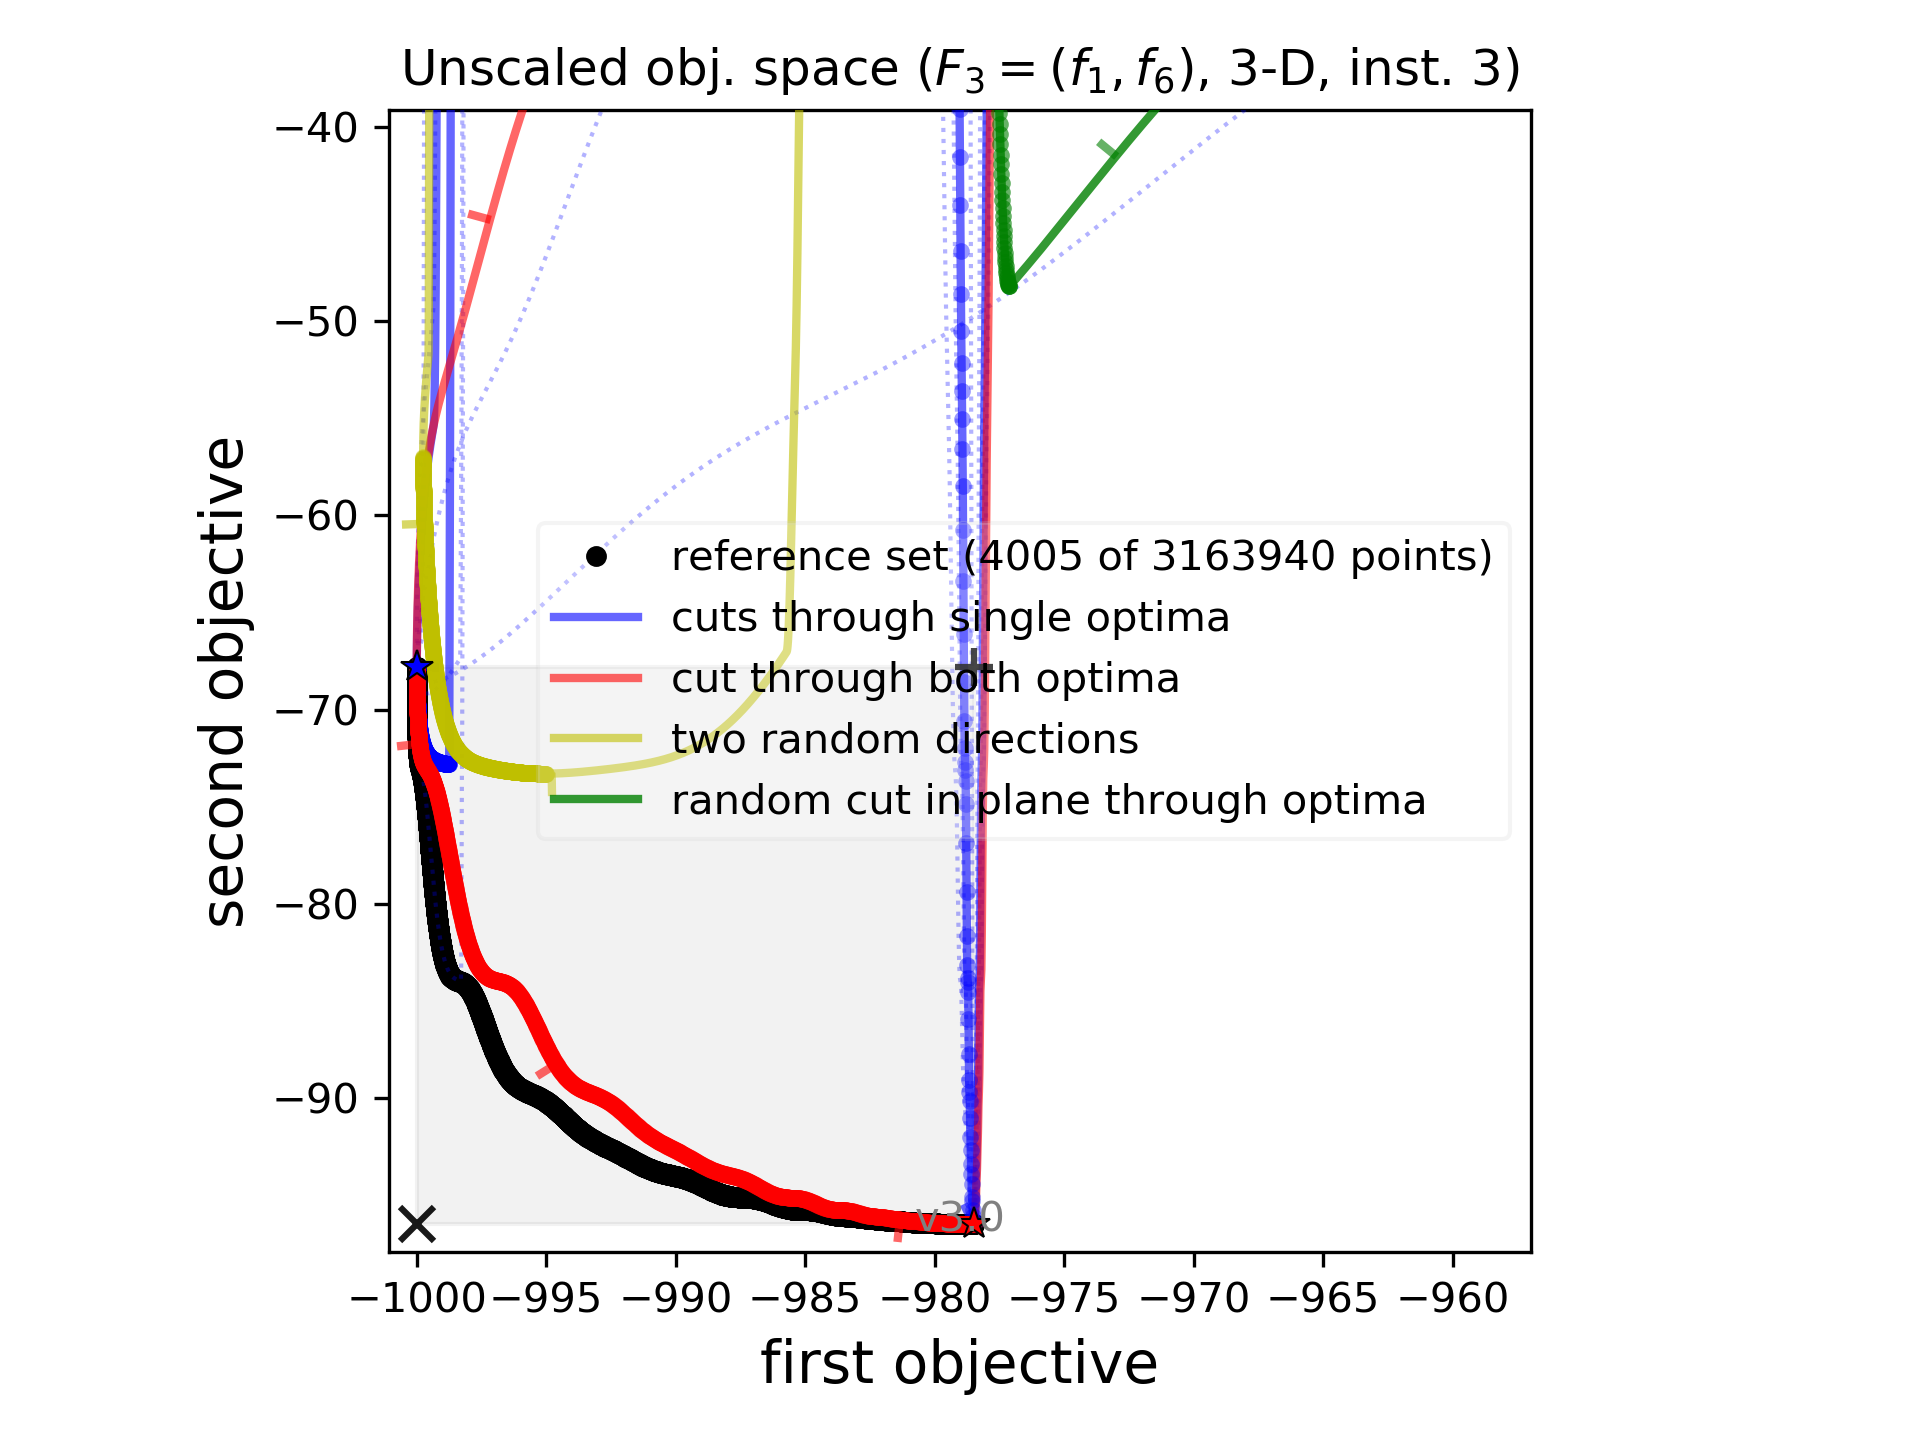 Unscaled obj. space (F₃ = (f₁, f₆), 3-D, inst. 3)
−40
−50
−60
−70
−80
−90
second objective
reference set (4005 of 3163940 points)
cuts through single optima
cut through both optima
two random directions
random cut in plane through optima
v3.0
−1000 −995 −990 −985 −980 −975 −970 −965 −960
first objective